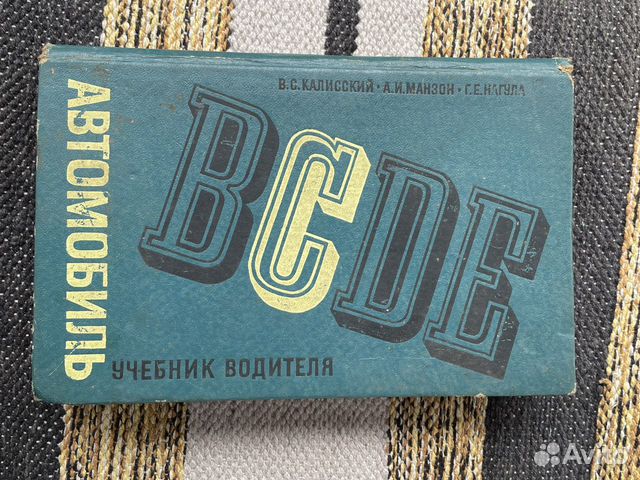 В.С.КАЛИССКИЙ · А.И.МАНЗОН · Г.Е.НАГУЛА
АВТОМОБИЛЬ
BCDE
УЧЕБНИК ВОДИТЕЛЯ
Avito